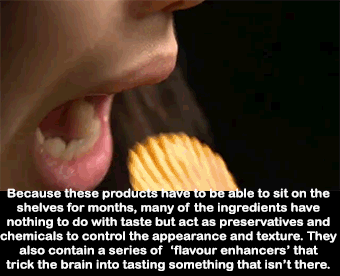 Because these products have to be able to sit on the
shelves for months, many of the ingredients have
nothing to do with taste but act as preservatives and
chemicals to control the appearance and texture. They
also contain a series of 'flavour enhancers' that
trick the brain into tasting something that isn't there.